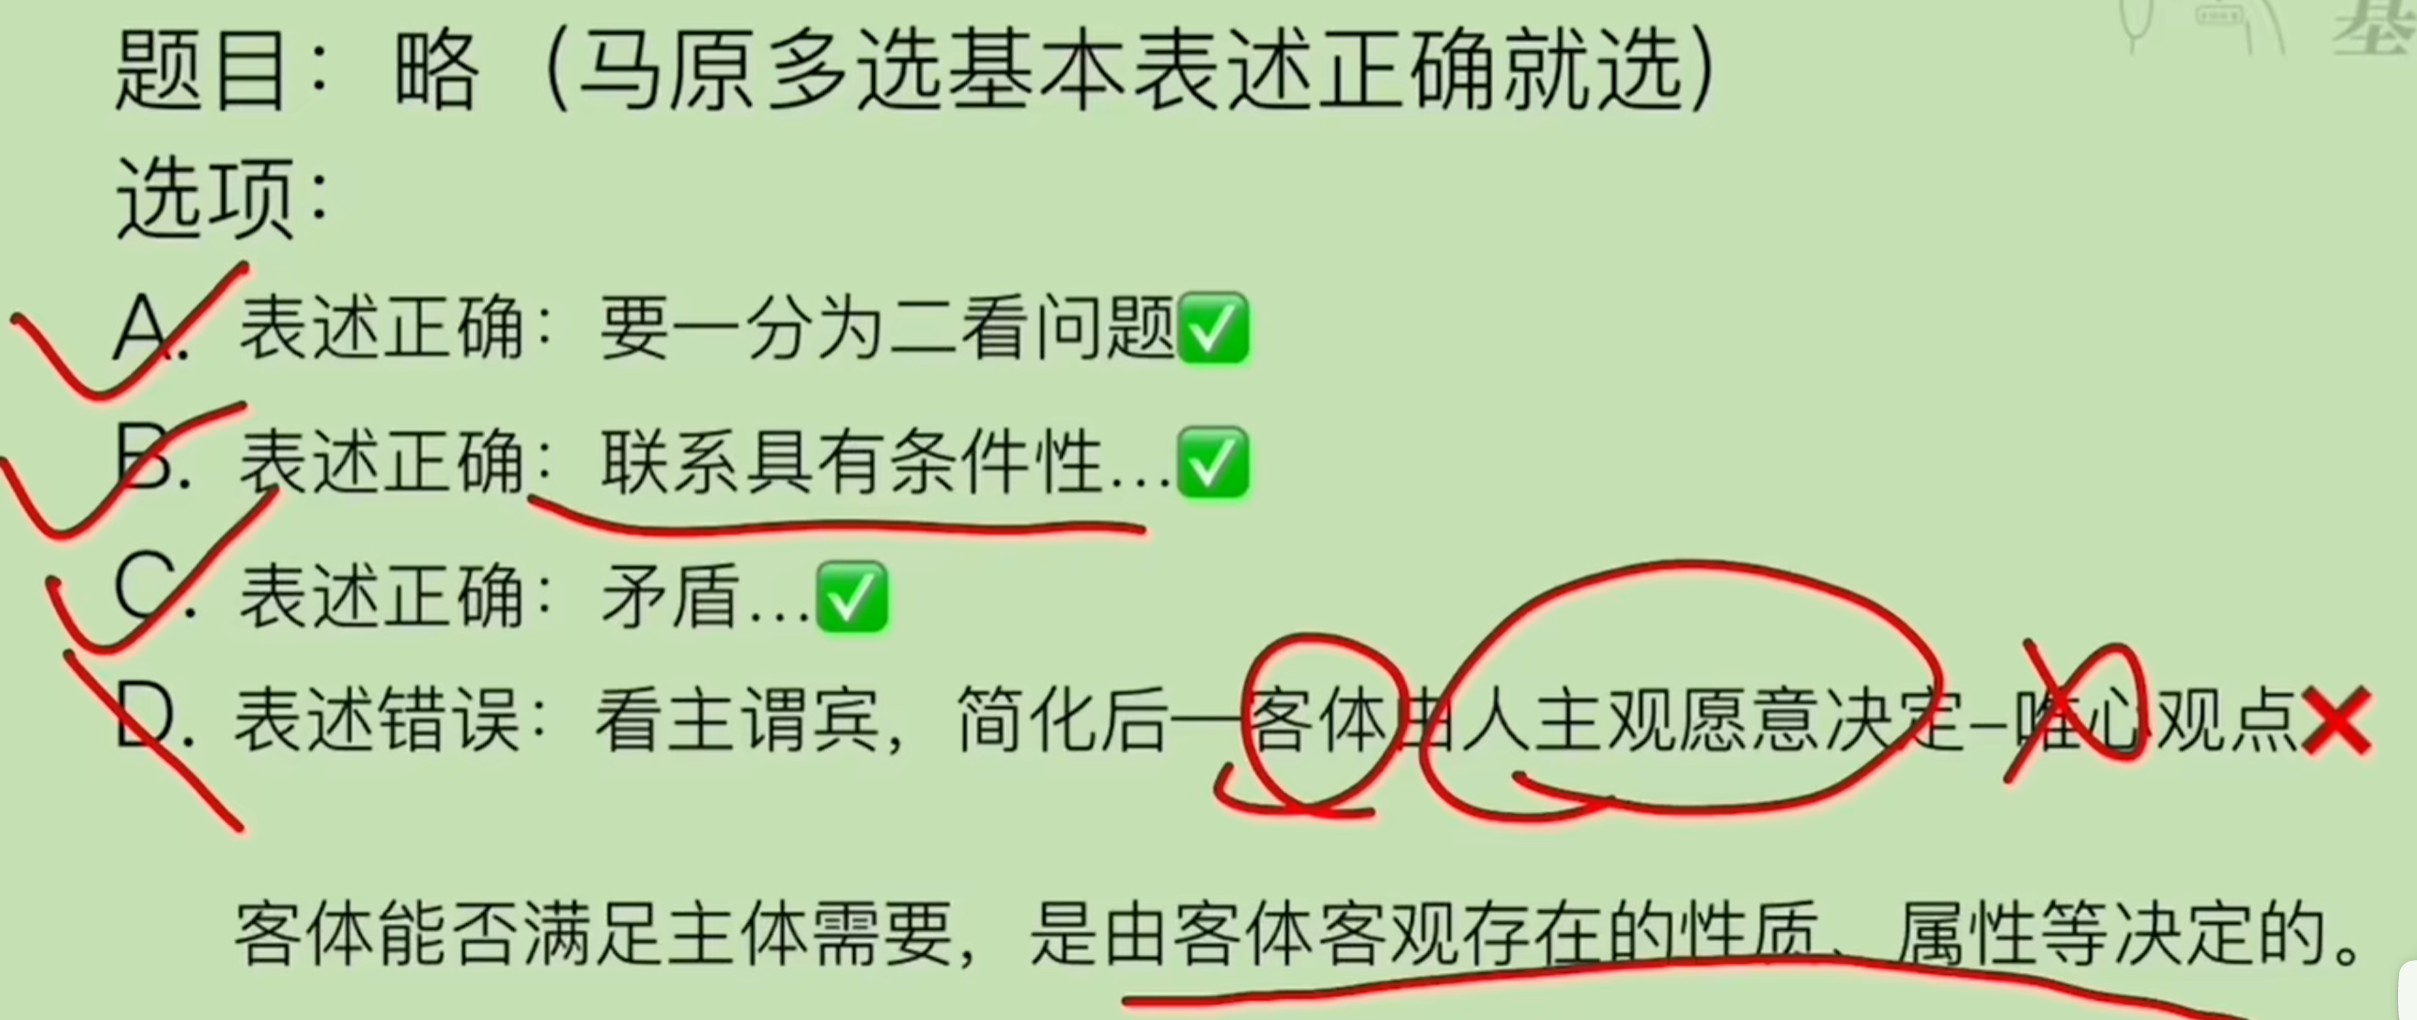 基
题目：略（马原多选基本表述正确就选）
选项：
A. 表述正确：要一分为二看问题✅
B. 表述正确：联系具有条件性...✅
C. 表述正确：矛盾...✅
D. 表述错误：看主谓宾，简化后—客体由人主观愿意决定–唯心观点❌
客体能否满足主体需要，是由客体客观存在的性质、属性等决定的。